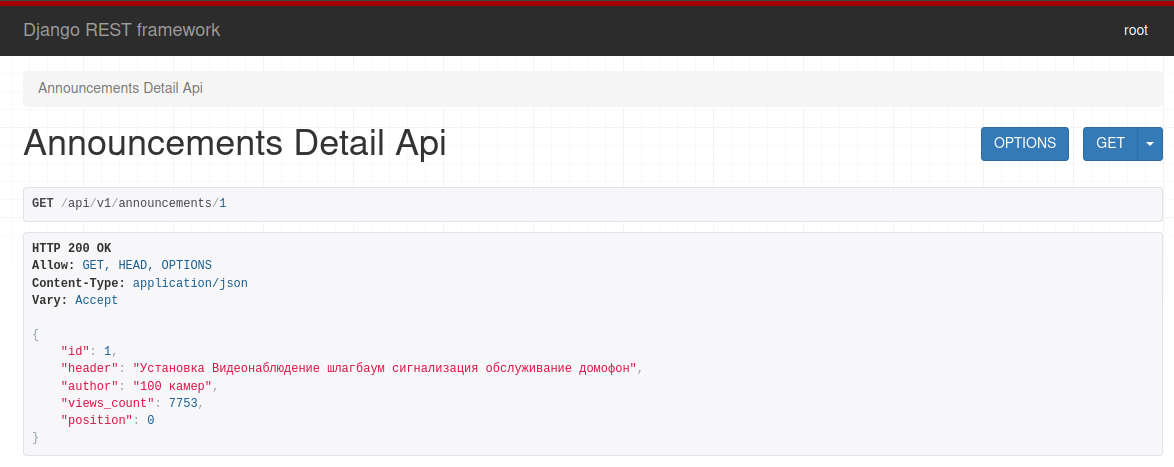 Django REST framework
root
Announcements Detail Api
Announcements Detail Api
OPTIONS
GET
GET /api/v1/announcements/1
HTTP 200 OK
Allow: GET, HEAD, OPTIONS
Content-Type: application/json
Vary: Accept
{
    "id": 1,
    "header": "Установка Видеонаблюдение шлагбаум сигнализация обслуживание домофон",
    "author": "100 камер",
    "views_count": 7753,
    "position": 0
}